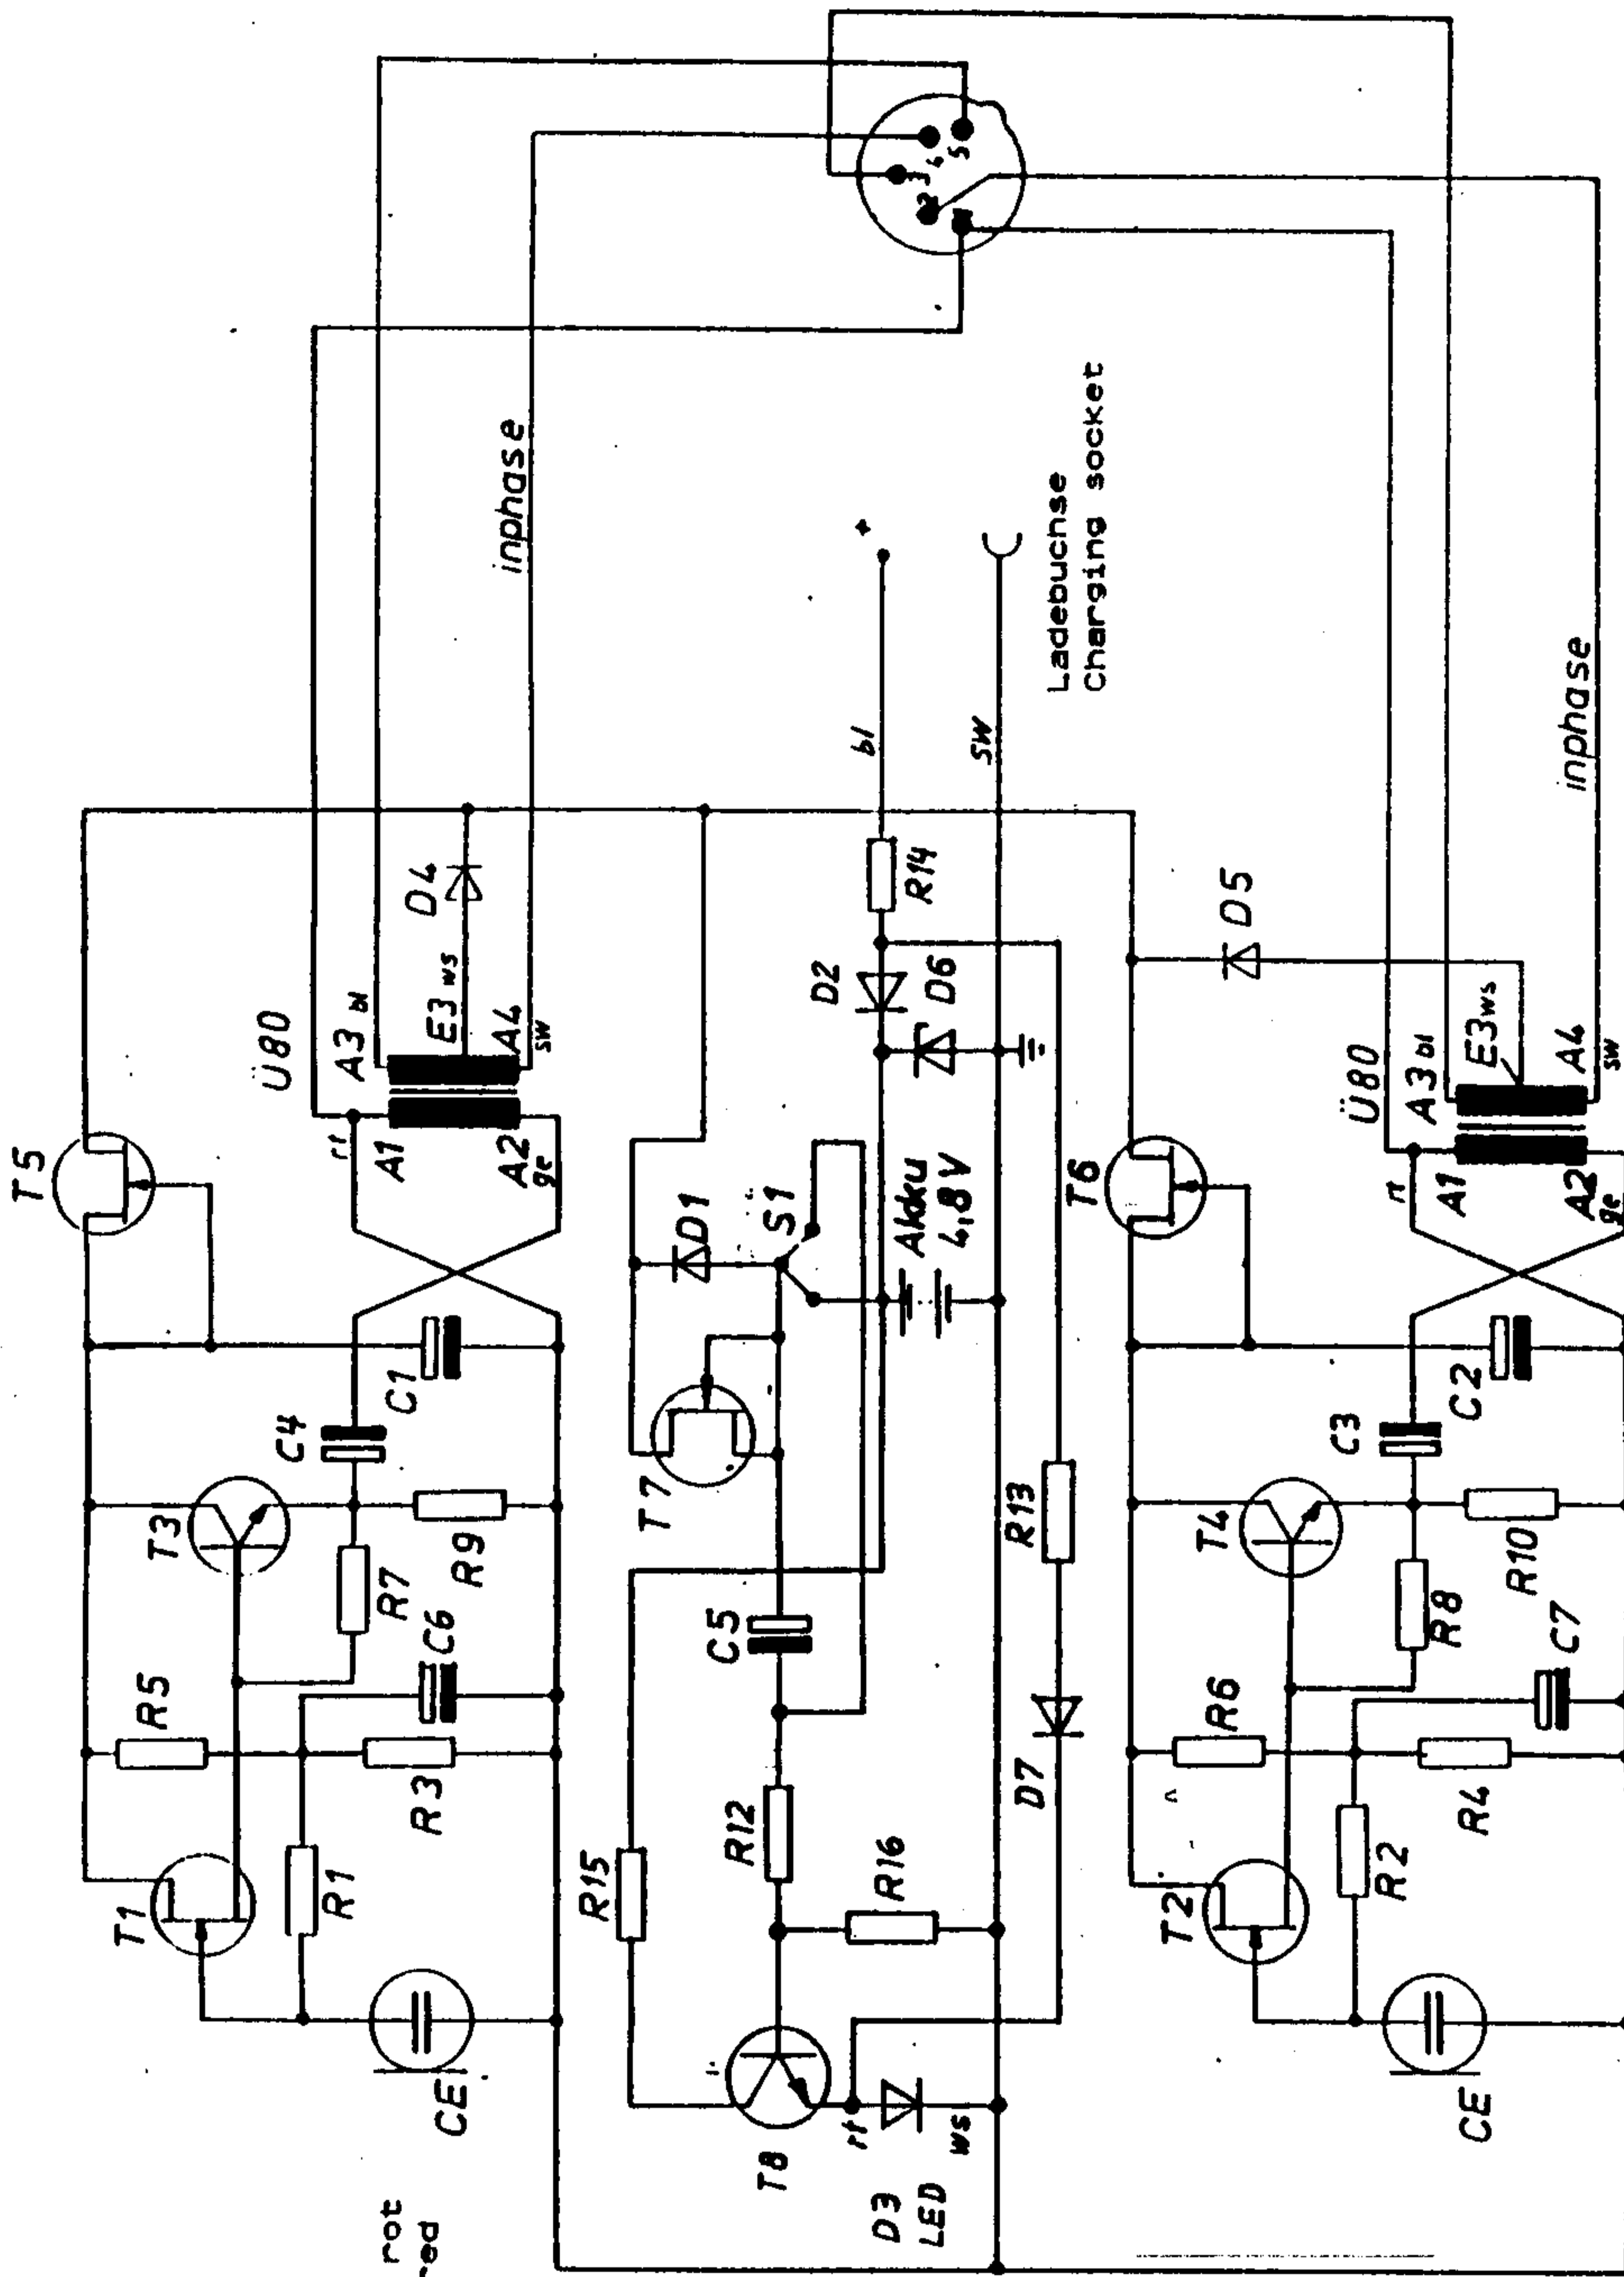 T5
Ü80
rt
A1
A2
ge
A3 bl
E3 ws
A4
sw
D4
inphase
C4
C1
T3
R7
R9
C6
R5
R3
T1
R1
CE
rot
red
T7
D1
S1
Akku
4,8V
D2
D6
R14
bl
sw
+
Ladebuchse
Charging socket
1
2
3
4
5
C5
R12
R15
R16
R13
D7
T8
rt
ws
D3
LED
T6
D5
Ü80
rt
A1
A2
ge
A3 bl
E3 ws
A4
sw
inphase
C3
C2
T4
R8
R10
C7
R6
R4
T2
R2
CE